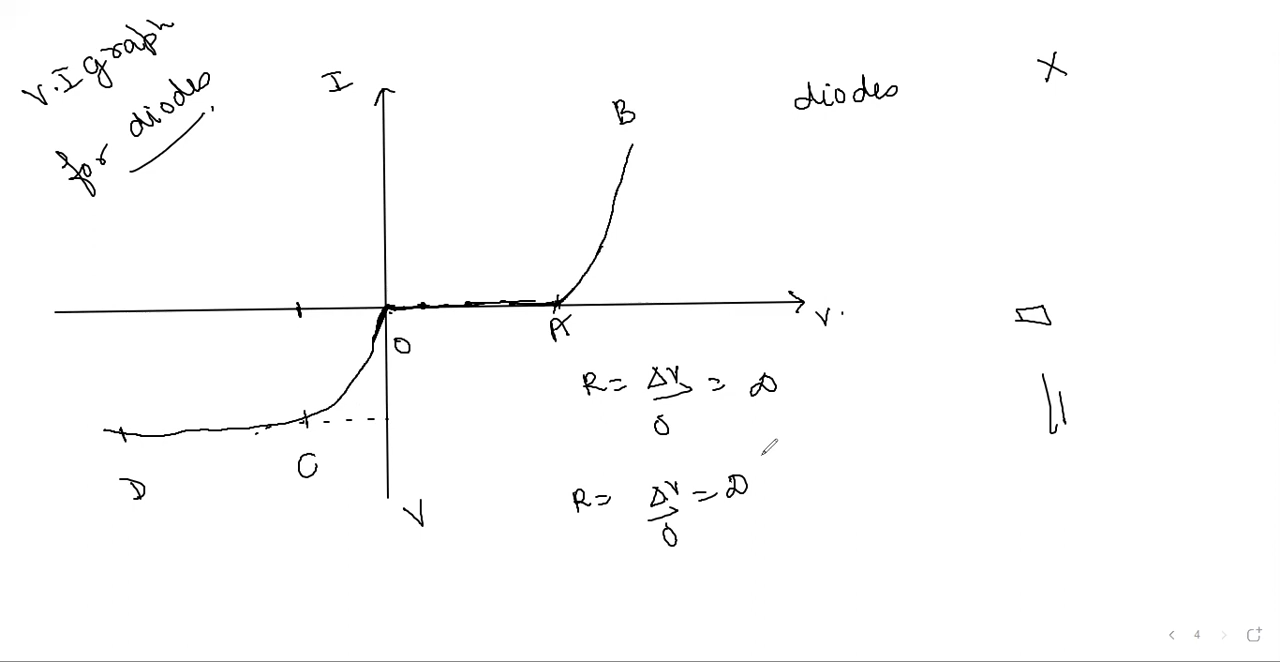 V.I graph
for diodes
I
B
diodes
X
O
A
V.
R = ΔV/0 = ∞
C
D
V
R = ΔV/0 = ∞
4